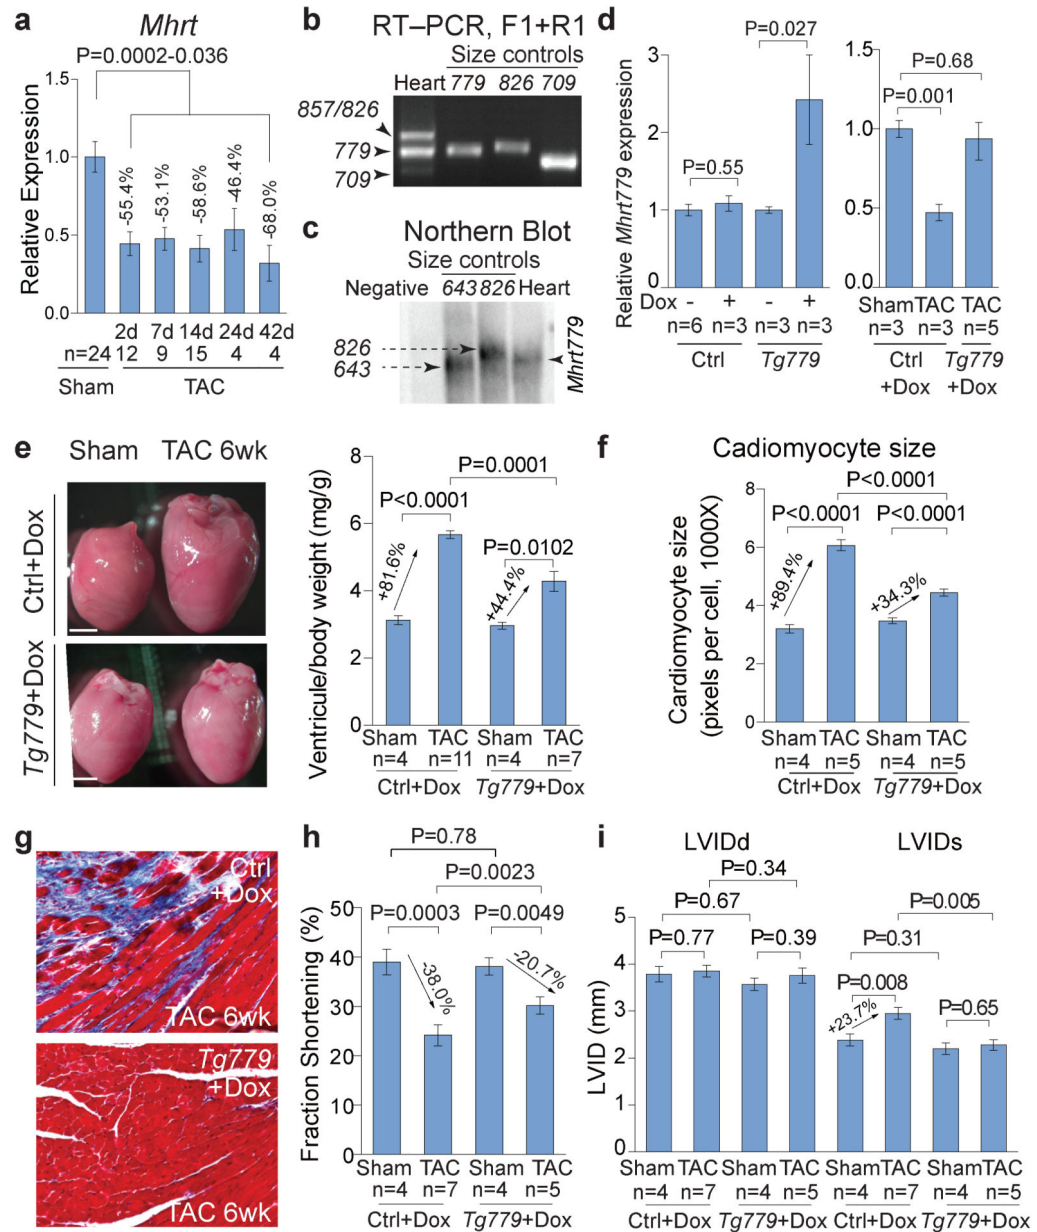 a
Mhrt
P=0.0002-0.036
Relative Expression
1.5
1.0
0.5
0.0
-55.4%
-53.1%
-58.6%
-46.4%
-68.0%
2d 7d 14d 24d 42d
n=24 12 9 15 4 4
Sham TAC
b
RT–PCR, F1+R1
Size controls
Heart 779 826 709
857/826
779
709
c
Northern Blot
Size controls
Negative 643 826 Heart
826
643
Mhrt779
d
Relative Mhrt779 expression
3
2
1
0
P=0.027
P=0.55
Dox - + - +
n=6 n=3 n=3 n=3
Ctrl Tg779
1.5
1.0
0.5
0.0
P=0.68
P=0.001
Sham TAC TAC
n=3 n=3 n=5
Ctrl Tg779
+Dox +Dox
e
Sham TAC 6wk
Ctrl+Dox
Tg779+Dox
Ventricule/body weight (mg/g)
8
6
4
2
0
P=0.0001
P<0.0001
P=0.0102
+81.6%
+44.4%
Sham TAC Sham TAC
n=4 n=11 n=4 n=7
Ctrl+Dox Tg779+Dox
f
Cadiomyocyte size
Cardiomyocyte size
(pixels per cell, 1000X)
8
6
4
2
0
P<0.0001
P<0.0001 P<0.0001
+89.4%
+34.3%
Sham TAC Sham TAC
n=4 n=5 n=4 n=5
Ctrl+Dox Tg779+Dox
g
Ctrl
+Dox
TAC 6wk
Tg779
+Dox
TAC 6wk
h
P=0.78
P=0.0023
P=0.0003 P=0.0049
Fraction Shortening (%)
50
40
30
20
10
0
-38.0%
-20.7%
Sham TAC Sham TAC
n=4 n=7 n=4 n=5
Ctrl+Dox Tg779+Dox
i
LVIDd LVIDs
P=0.34
P=0.67
P=0.77 P=0.39
P=0.005
P=0.31
P=0.008
P=0.65
+23.7%
LVID (mm)
5
4
3
2
1
0
Sham TAC Sham TAC Sham TAC Sham TAC
n=4 n=7 n=4 n=5 n=4 n=7 n=4 n=5
Ctrl+Dox Tg779+Dox Ctrl+Dox Tg779+Dox